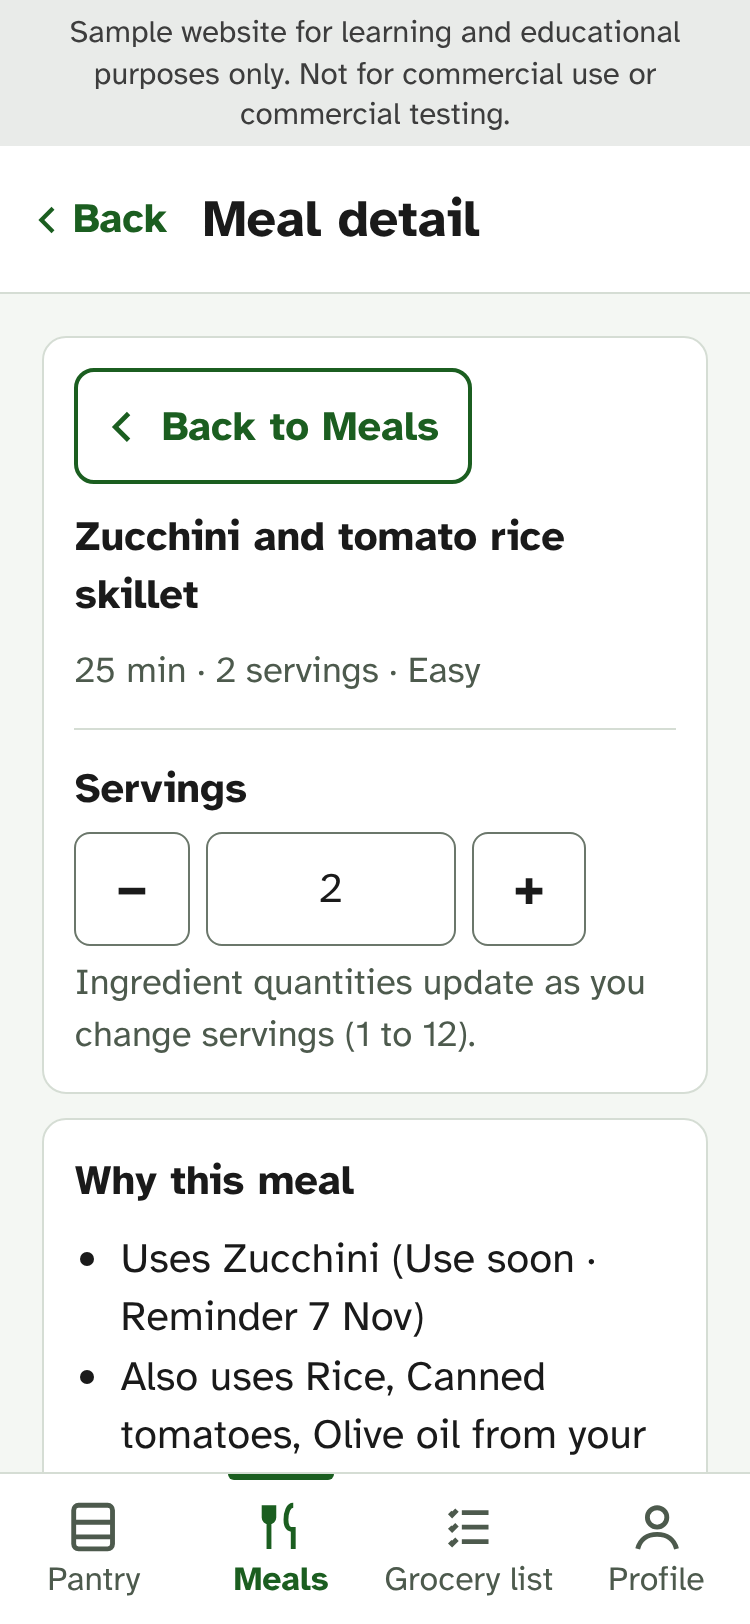 Sample website for learning and educational
purposes only. Not for commercial use or
commercial testing.
Back
Meal detail
Back to Meals
Zucchini and tomato rice
skillet
25 min · 2 servings · Easy
Servings
− 2 +
Ingredient quantities update as you
change servings (1 to 12).
Why this meal
• Uses Zucchini (Use soon ·
Reminder 7 Nov)
• Also uses Rice, Canned
tomatoes, Olive oil from your
Pantry
Meals
Grocery list
Profile